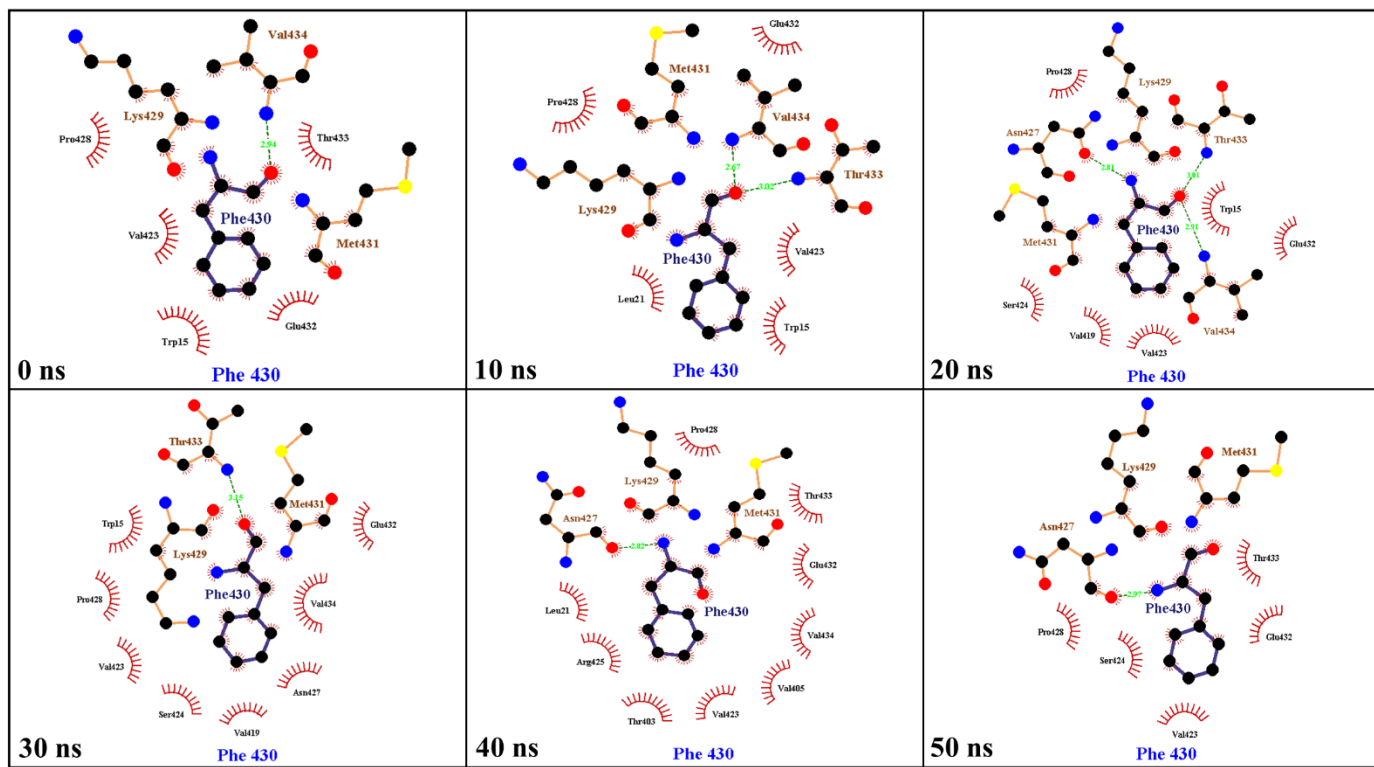 Val434
Lys429
Pro428
2.94
Thr433
Phe430
Val423
Met431
Glu432
Trp15
0 ns
Phe 430
Glu432
Met431
Pro428
Val434
2.67
Thr433
3.02
Lys429
Phe430
Val423
Leu21
Trp15
10 ns
Phe 430
Pro428
Lys429
Asn427
Thr433
2.81
3.01
Trp15
Phe430
Met431
2.91
Glu432
Ser424
Val419
Val434
Val423
20 ns
Phe 430
Thr433
3.15
Met431
Trp15
Glu432
Lys429
Phe430
Pro428
Val434
Val423
Asn427
Ser424
Val419
30 ns
Phe 430
Pro428
Lys429
Thr433
Asn427
Met431
2.82
Glu432
Leu21
Phe430
Val434
Arg425
Val405
Thr403
Val423
40 ns
Phe 430
Met431
Lys429
Asn427
Thr433
2.97
Phe430
Pro428
Glu432
Ser424
Val423
50 ns
Phe 430